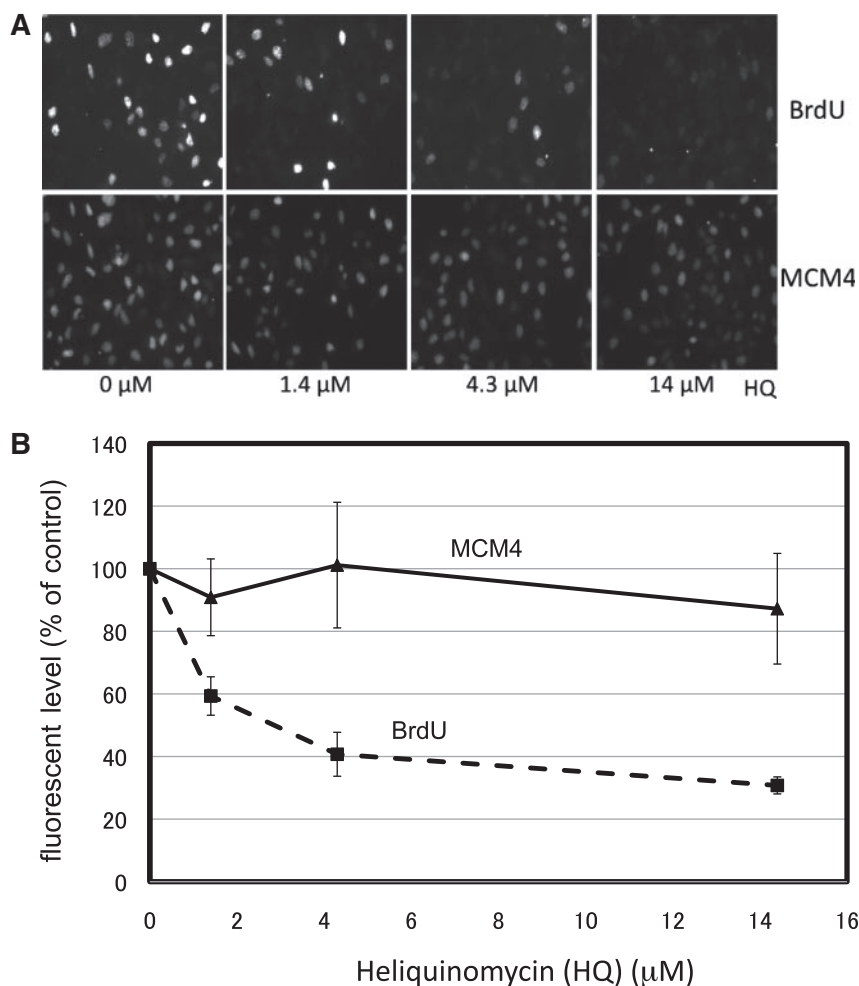 A
BrdU
MCM4
0 μM 1.4 μM 4.3 μM 14 μM HQ
B
fluorescent level (% of control)
140
120
100
80
60
40
20
0
MCM4
BrdU
0 2 4 6 8 10 12 14 16
Heliquinomycin (HQ) (μM)